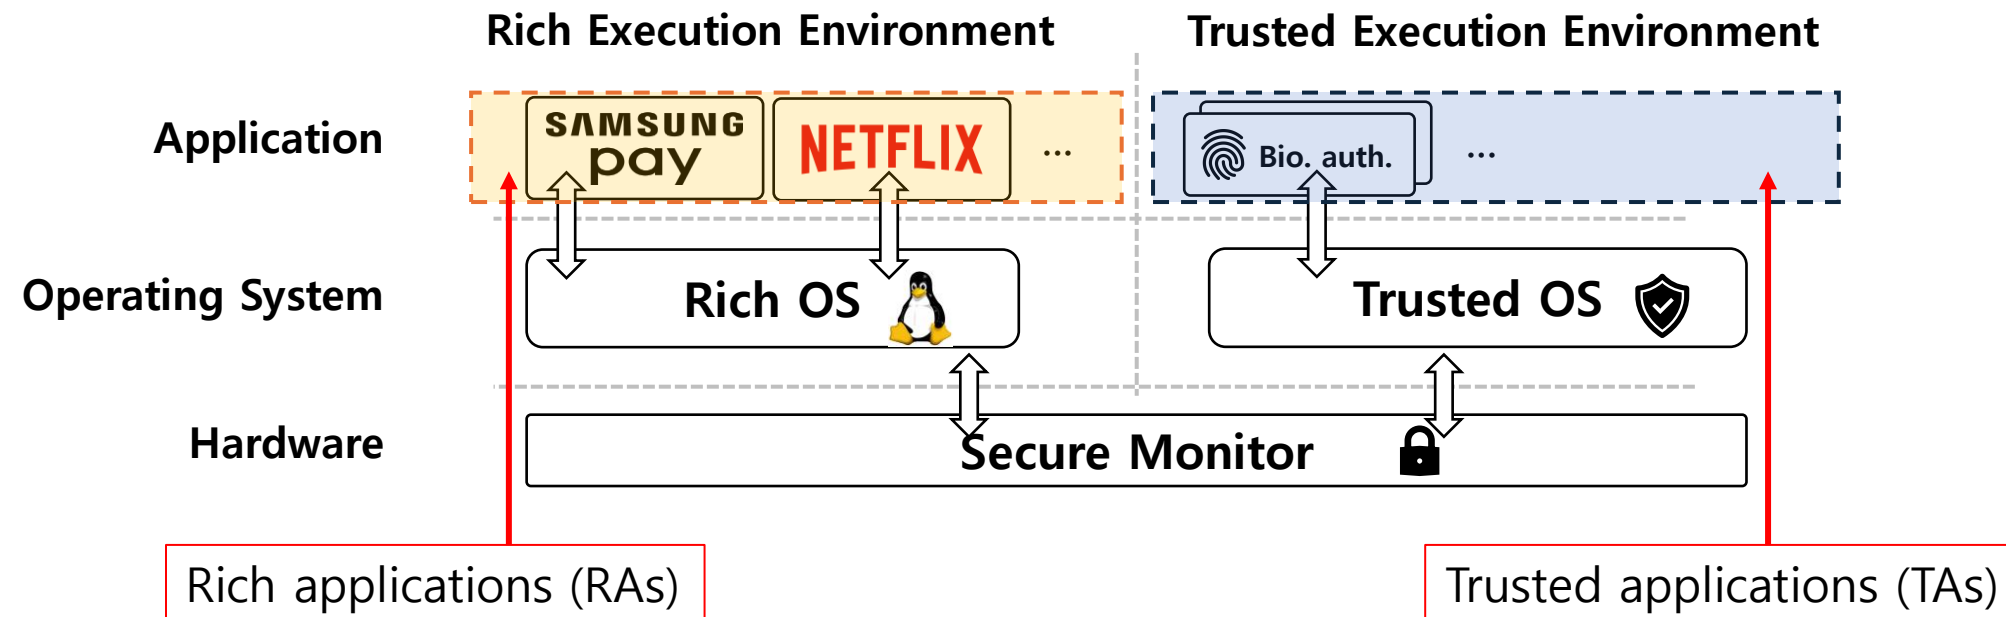 Rich Execution Environment
Trusted Execution Environment
Application
SAMSUNG
pay
NETFLIX
...
Bio. auth.
...
Operating System
Rich OS
Trusted OS
Hardware
Secure Monitor
Rich applications (RAs)
Trusted applications (TAs)